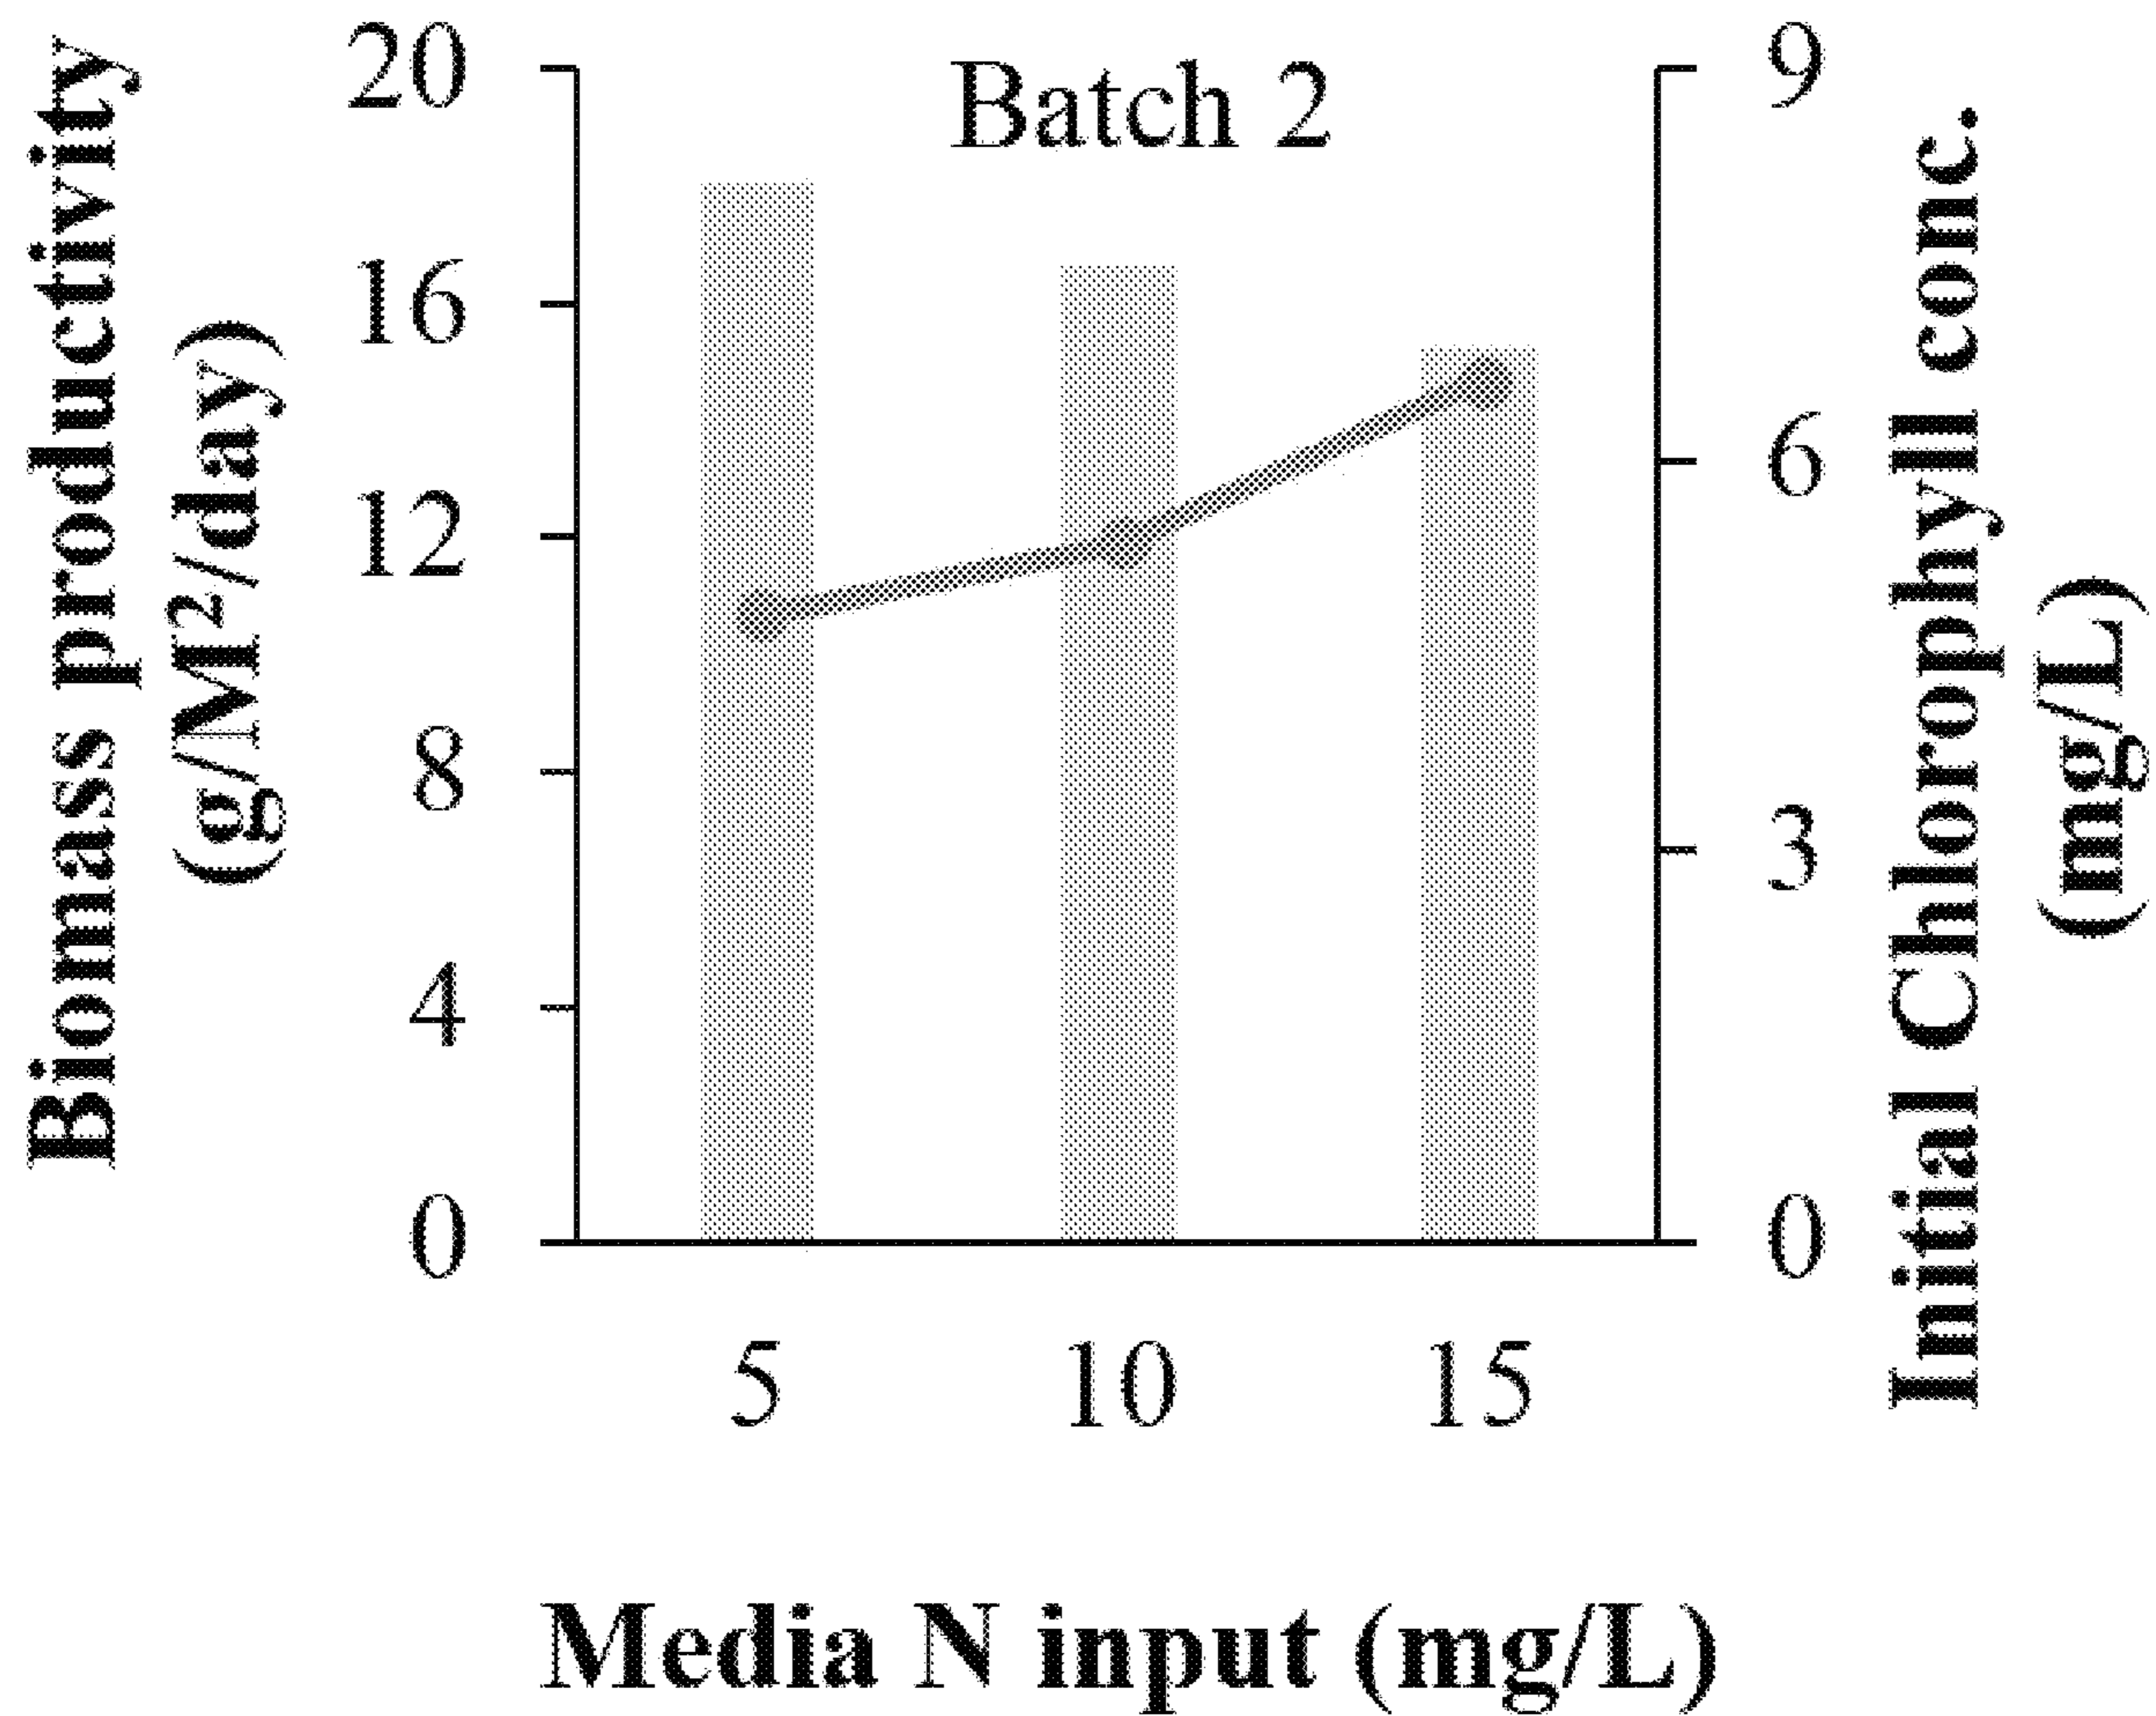 Biomass productivity
(g/M²/day)
20
16
12
8
4
0
Batch 2
9
6
3
0
Initial Chlorophyll conc.
(mg/L)
5 10 15
Media N input (mg/L)